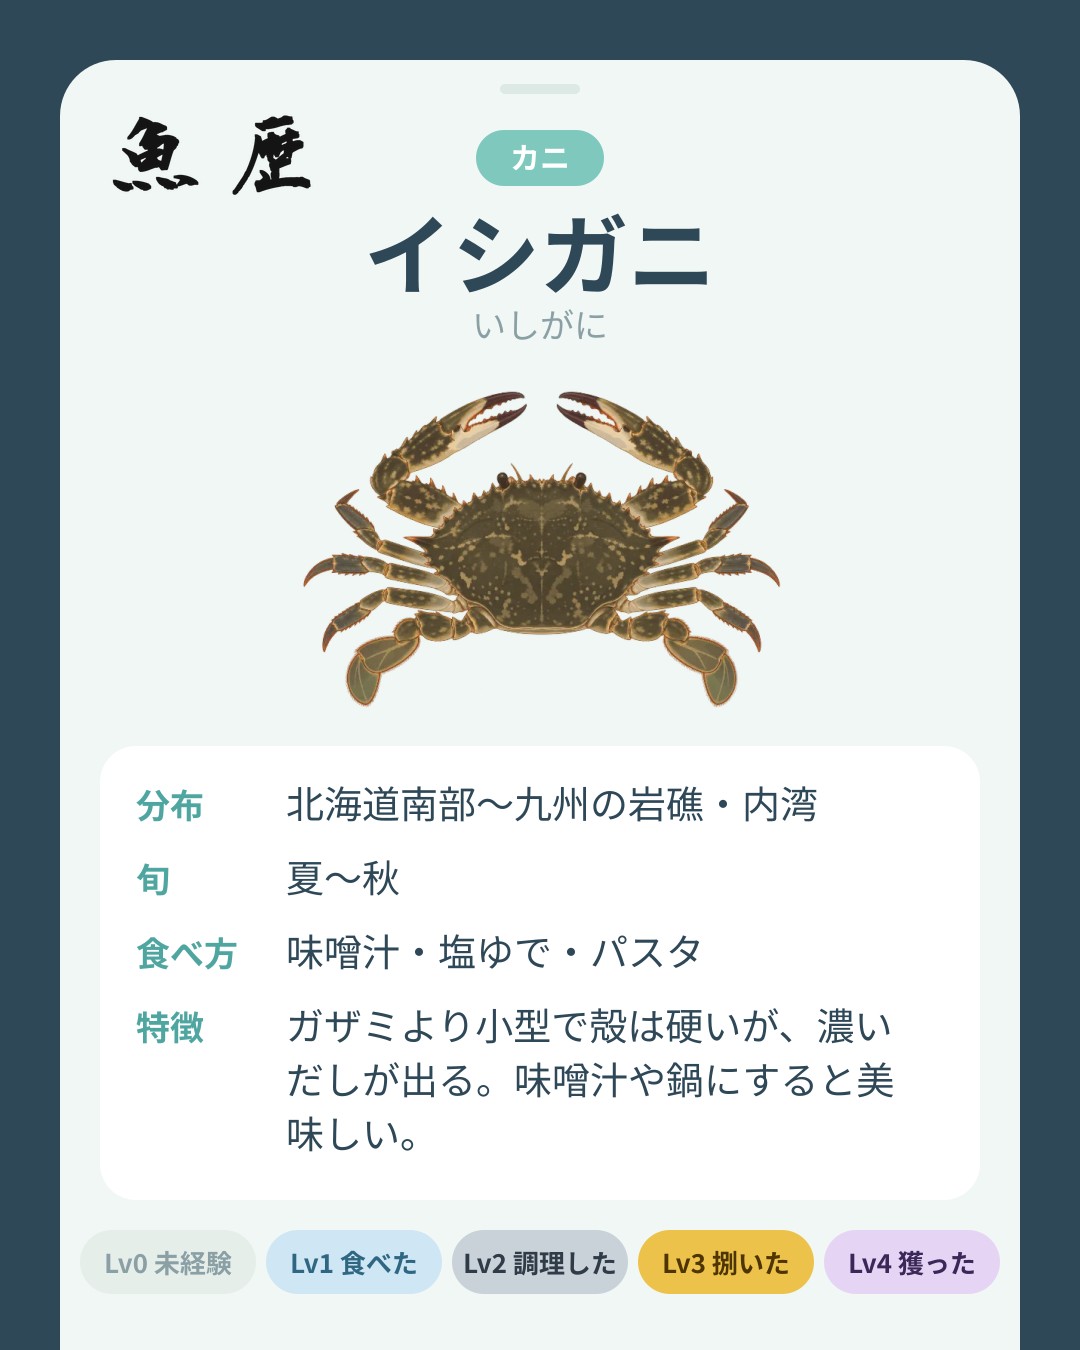 魚歴
カニ
イシガニ
いしがに
分布 北海道南部〜九州の岩礁・内湾
旬 夏〜秋
食べ方 味噌汁・塩ゆで・パスタ
特徴 ガザミより小型で殻は硬いが、濃い
だしが出る。味噌汁や鍋にすると美
味しい。
Lv0 未経験 Lv1 食べた Lv2 調理した Lv3 捌いた Lv4 獲った